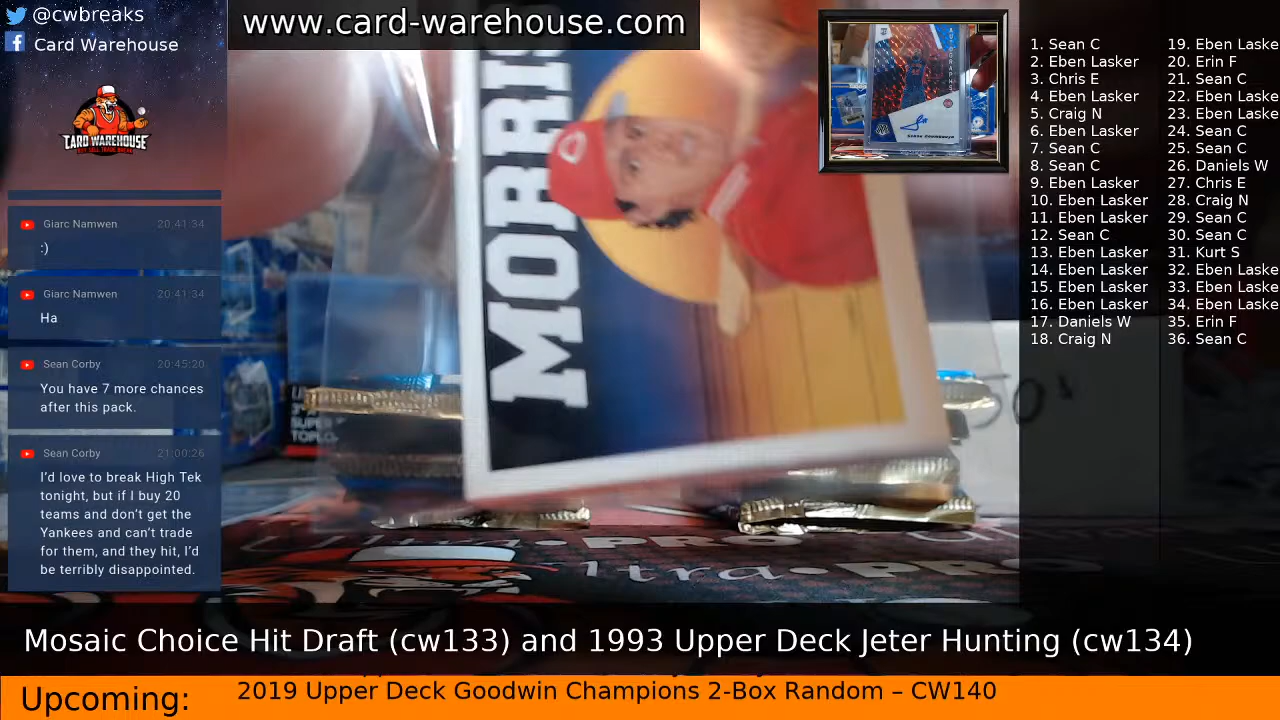 @cwbreaks
Card Warehouse
CARD WAREHOUSE
www.card-warehouse.com
Giarc Namwen 20:41:34
:)
Giarc Namwen 20:41:34
Ha
Sean Corby 20:45:20
You have 7 more chances
after this pack.
Sean Corby 21:00:26
I'd love to break High Tek
tonight, but if I buy 20
teams and don't get the
Yankees and can't trade
for them, and they hit, I'd
be terribly disappointed.
MORRIS
AUTOGRAPHS
SUPER
TOPLO
PRO
Ultra PRO
1. Sean C
2. Eben Lasker
3. Chris E
4. Eben Lasker
5. Craig N
6. Eben Lasker
7. Sean C
8. Sean C
9. Eben Lasker
10. Eben Lasker
11. Eben Lasker
12. Sean C
13. Eben Lasker
14. Eben Lasker
15. Eben Lasker
16. Eben Lasker
17. Daniels W
18. Craig N
19. Eben Laske
20. Erin F
21. Sean C
22. Eben Laske
23. Eben Laske
24. Sean C
25. Sean C
26. Daniels W
27. Chris E
28. Craig N
29. Sean C
30. Sean C
31. Kurt S
32. Eben Laske
33. Eben Laske
34. Eben Laske
35. Erin F
36. Sean C
Mosaic Choice Hit Draft (cw133) and 1993 Upper Deck Jeter Hunting (cw134)
Upcoming:
2019 Upper Deck Goodwin Champions 2-Box Random – CW140